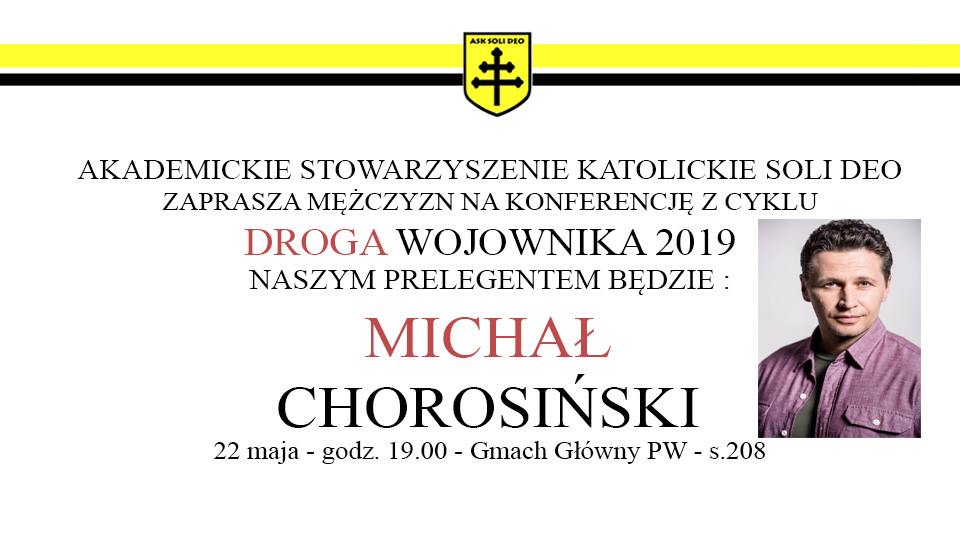 ASK SOLI DEO
AKADEMICKIE STOWARZYSZENIE KATOLICKIE SOLI DEO
ZAPRASZA MĘŻCZYZN NA KONFERENCJĘ Z CYKLU
DROGA WOJOWNIKA 2019
NASZYM PRELEGENTEM BĘDZIE :
MICHAŁ
CHOROSIŃSKI
22 maja - godz. 19.00 - Gmach Główny PW - s.208